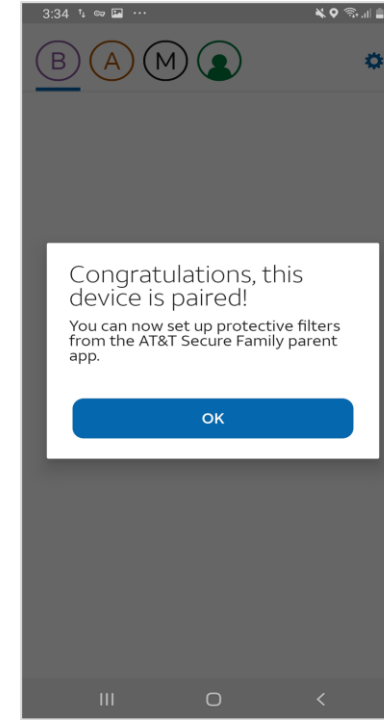 3:34
B A M
Congratulations, this
device is paired!
You can now set up protective filters
from the AT&T Secure Family parent
app.
OK